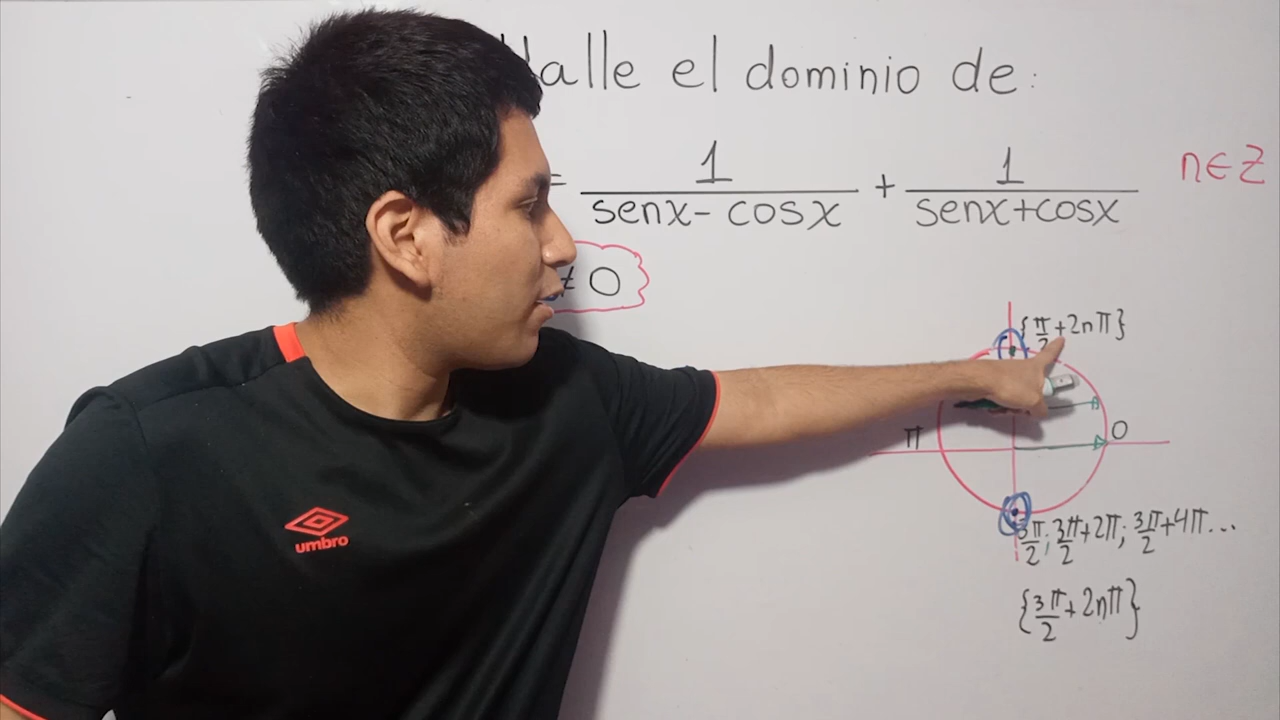 Halle el dominio de:
= 1/(senx - cosx) + 1/(senx+cosx)
n∈Z
≠ 0
{π/2+2nπ}
π
0
3π/2; 3π/2+2π; 3π/2+4π...
{3π/2+2nπ}
umbro